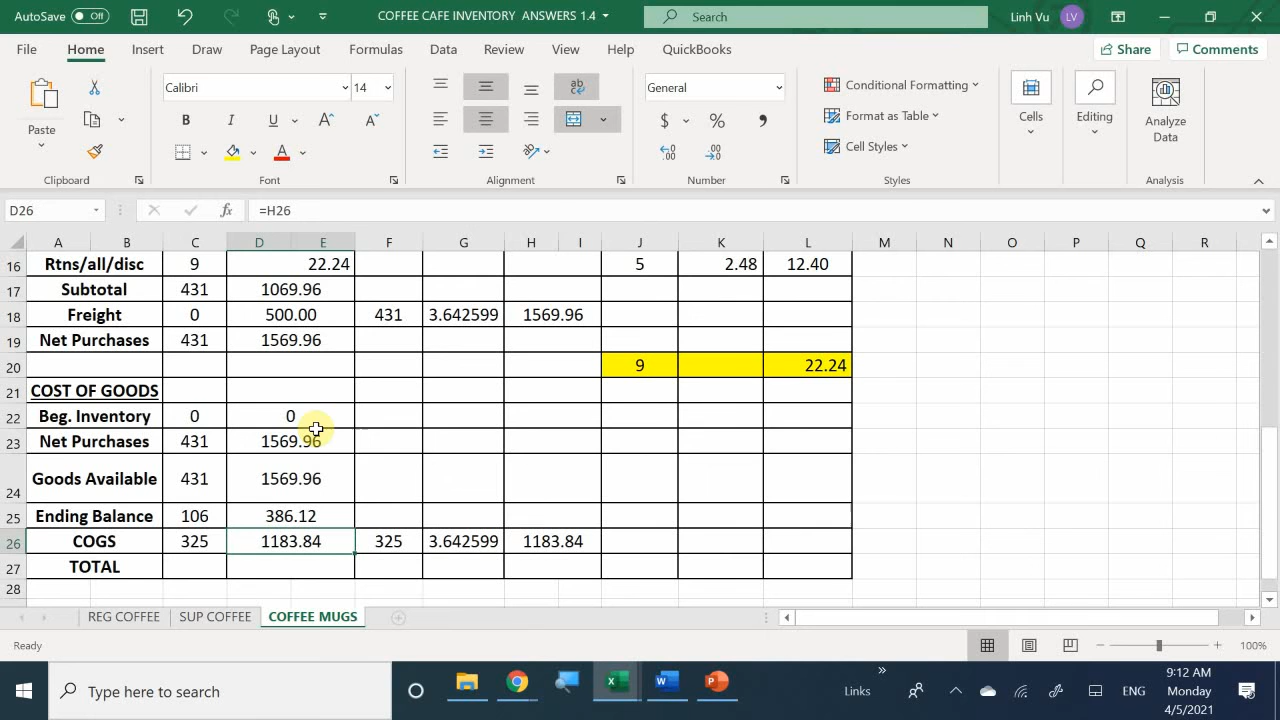 AutoSave Off COFFEE CAFE INVENTORY ANSWERS 1.4 Search Linh Vu LV
File Home Insert Draw Page Layout Formulas Data Review View Help QuickBooks Share Comments
Calibri 14 General
Paste B I U A A ab $ % , Conditional Formatting Format as Table Cell Styles Cells Editing Analyze Data
Clipboard Font Alignment Number Styles Analysis
D26 fx =H26
A B C D E F G H I J K L M N O P Q R
16 Rtns/all/disc 9 22.24 5 2.48 12.40
17 Subtotal 431 1069.96
18 Freight 0 500.00 431 3.642599 1569.96
19 Net Purchases 431 1569.96
20 9 22.24
21 COST OF GOODS
22 Beg. Inventory 0 0
23 Net Purchases 431 1569.96
24 Goods Available 431 1569.96
25 Ending Balance 106 386.12
26 COGS 325 1183.84 325 3.642599 1183.84
27 TOTAL
28
REG COFFEE SUP COFFEE COFFEE MUGS
Ready 100%
Type here to search Links ENG 9:12 AM
Monday
4/5/2021